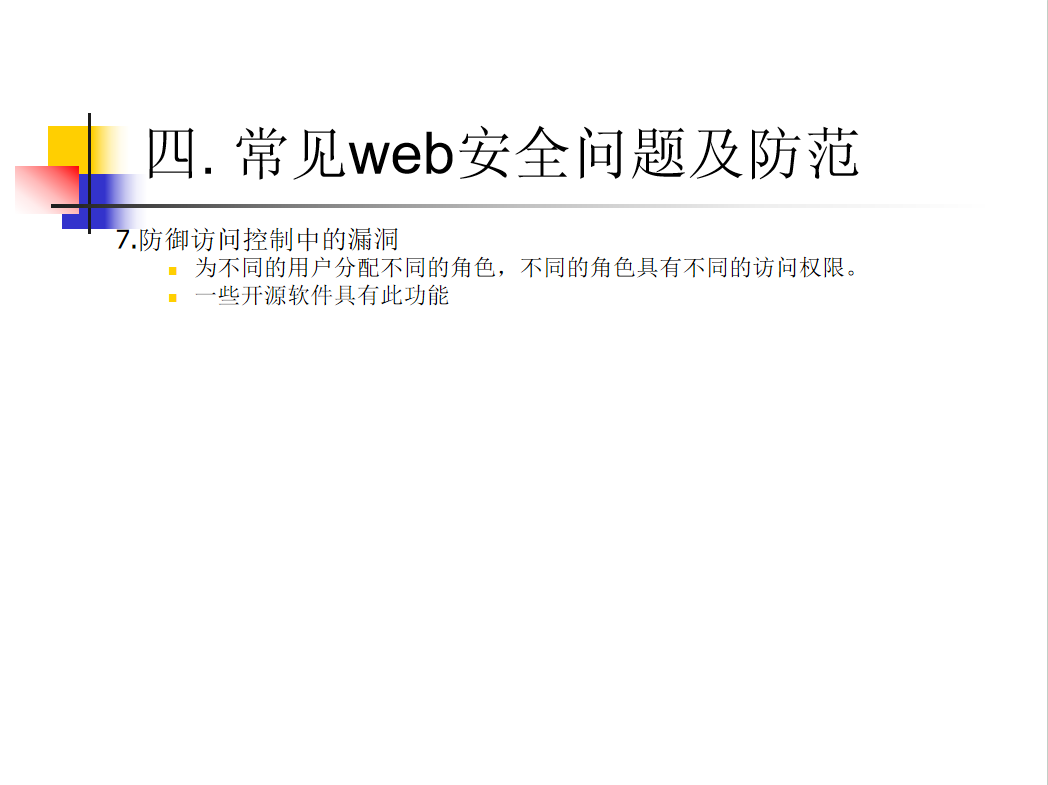 四. 常见web安全问题及防范
7.防御访问控制中的漏洞
为不同的用户分配不同的角色，不同的角色具有不同的访问权限。
一些开源软件具有此功能